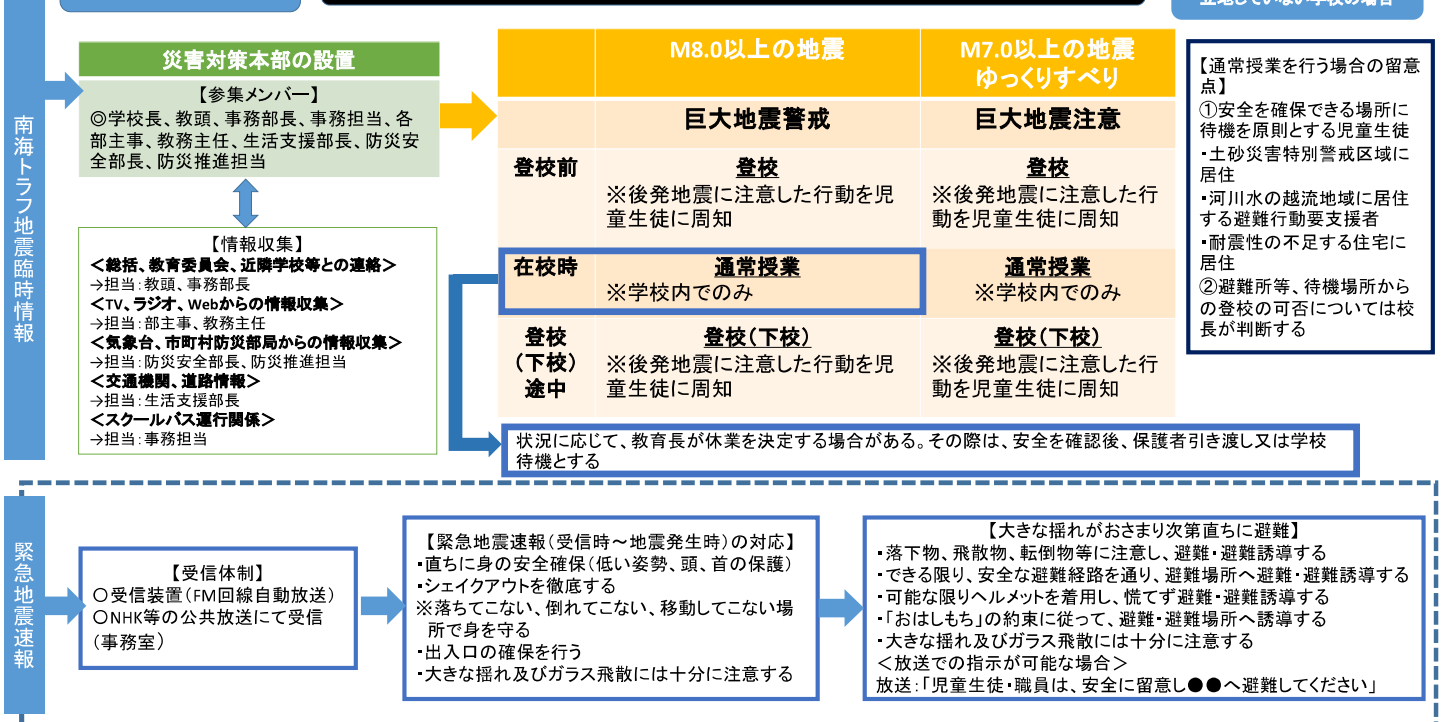 立地していない学校の場合
南海トラフ地震臨時情報
災害対策本部の設置
【参集メンバー】
◎学校長、教頭、事務部長、事務担当、各
部主事、教務主任、生活支援部長、防災安
全部長、防災推進担当
【情報収集】
＜総括、教育委員会、近隣学校等との連絡＞
→担当：教頭、事務部長
＜TV、ラジオ、Webからの情報収集＞
→担当：部主事、教務主任
＜気象台、市町村防災部局からの情報収集＞
→担当：防災安全部長、防災推進担当
＜交通機関、道路情報＞
→担当：生活支援部長
＜スクールバス運行関係＞
→担当：事務担当
M8.0以上の地震
M7.0以上の地震
ゆっくりすべり
巨大地震警戒
巨大地震注意
登校前
登校
※後発地震に注意した行動を児
童生徒に周知
登校
※後発地震に注意した行
動を児童生徒に周知
在校時
通常授業
※学校内でのみ
通常授業
※学校内でのみ
登校
（下校）
途中
登校（下校）
※後発地震に注意した行動を児
童生徒に周知
登校（下校）
※後発地震に注意した行
動を児童生徒に周知
状況に応じて、教育長が休業を決定する場合がある。その際は、安全を確認後、保護者引き渡し又は学校
待機とする
【通常授業を行う場合の留意
点】
①安全を確保できる場所に
待機を原則とする児童生徒
・土砂災害特別警戒区域に
居住
・河川水の越流地域に居住
する避難行動要支援者
・耐震性の不足する住宅に
居住
②避難所等、待機場所から
の登校の可否については校
長が判断する
緊急地震速報
【受信体制】
○受信装置（FM回線自動放送）
○NHK等の公共放送にて受信
（事務室）
【緊急地震速報（受信時～地震発生時）の対応】
・直ちに身の安全確保（低い姿勢、頭、首の保護）
・シェイクアウトを徹底する
※落ちてこない、倒れてこない、移動してこない場
所で身を守る
・出入口の確保を行う
・大きな揺れ及びガラス飛散には十分に注意する
【大きな揺れがおさまり次第直ちに避難】
・落下物、飛散物、転倒物等に注意し、避難・避難誘導する
・できる限り、安全な避難経路を通り、避難場所へ避難・避難誘導する
・可能な限りヘルメットを着用し、慌てず避難・避難誘導する
・「おはしもち」の約束に従って、避難・避難場所へ誘導する
・大きな揺れ及びガラス飛散には十分に注意する
＜放送での指示が可能な場合＞
放送：「児童生徒・職員は、安全に留意し●●へ避難してください」